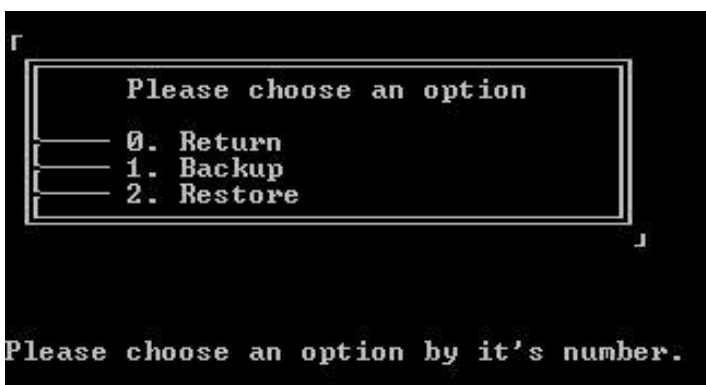 Please choose an option
0. Return
1. Backup
2. Restore
Please choose an option by it's number.